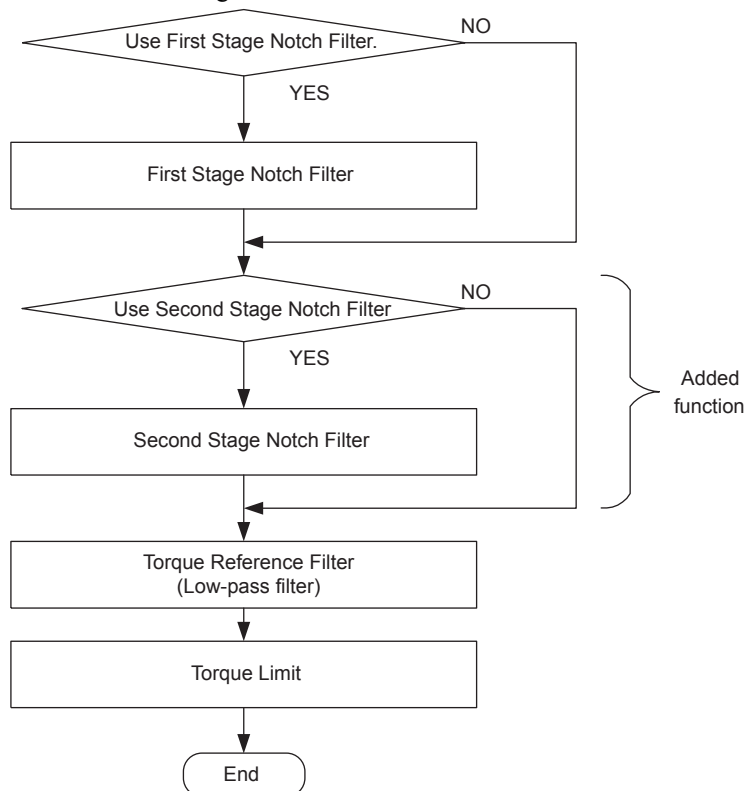 Use First Stage Notch Filter.
NO
YES
First Stage Notch Filter
Use Second Stage Notch Filter
NO
YES
Added
function
Second Stage Notch Filter
Torque Reference Filter
(Low-pass filter)
Torque Limit
End